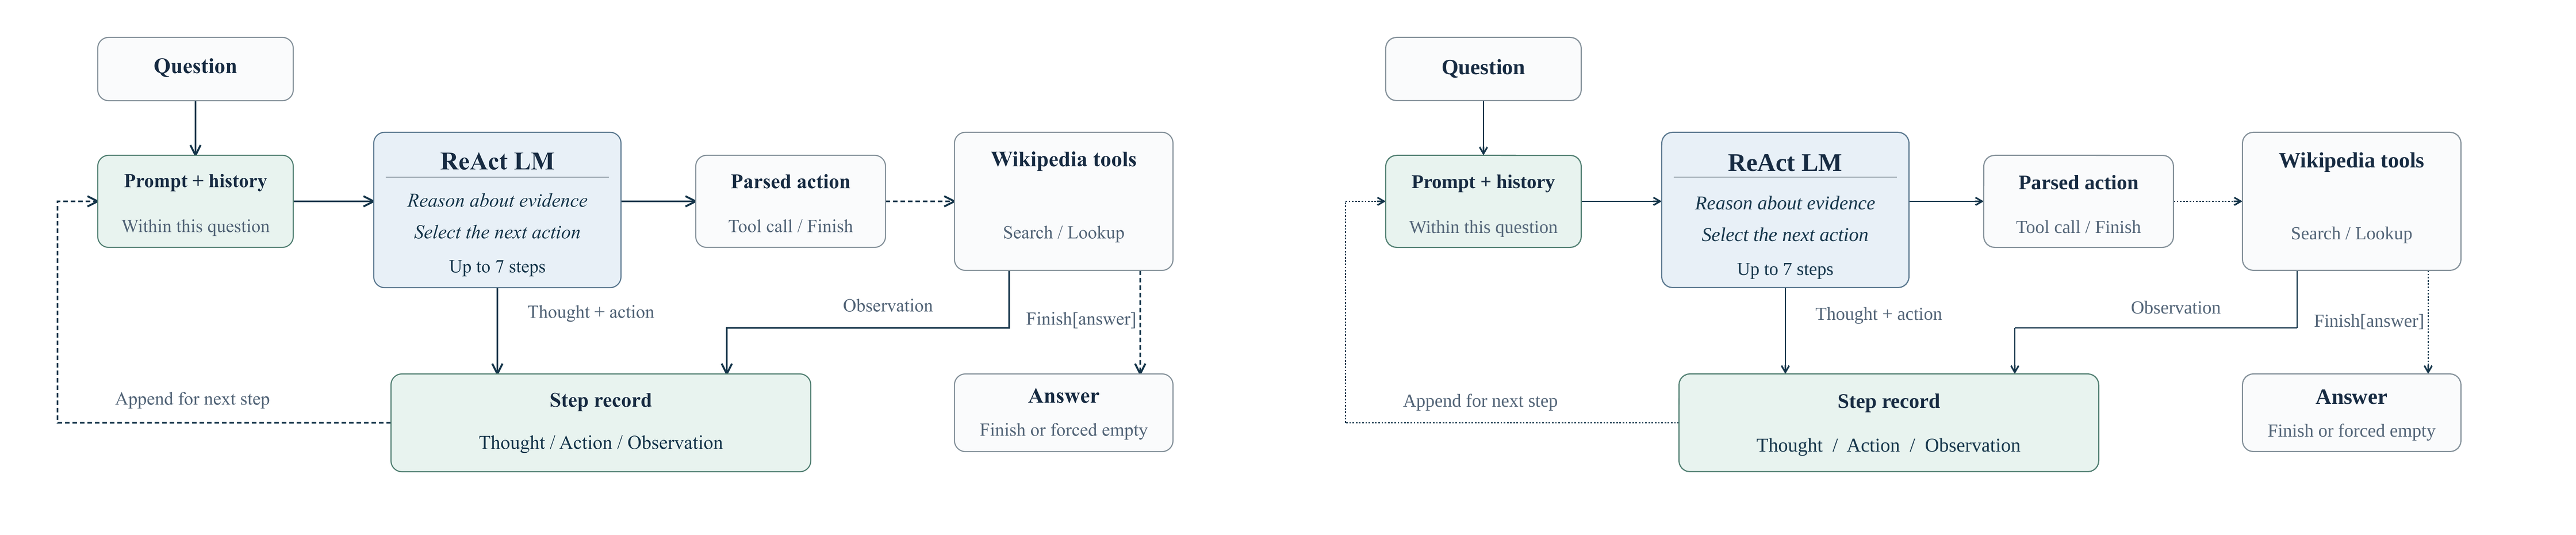 Question
Prompt + history
Within this question
ReAct LM
Reason about evidence
Select the next action
Up to 7 steps
Parsed action
Tool call / Finish
Wikipedia tools
Search / Lookup
Thought + action
Observation
Finish[answer]
Append for next step
Step record
Thought / Action / Observation
Answer
Finish or forced empty
Question
Prompt + history
Within this question
ReAct LM
Reason about evidence
Select the next action
Up to 7 steps
Parsed action
Tool call / Finish
Wikipedia tools
Search / Lookup
Thought + action
Observation
Finish[answer]
Append for next step
Step record
Thought / Action / Observation
Answer
Finish or forced empty